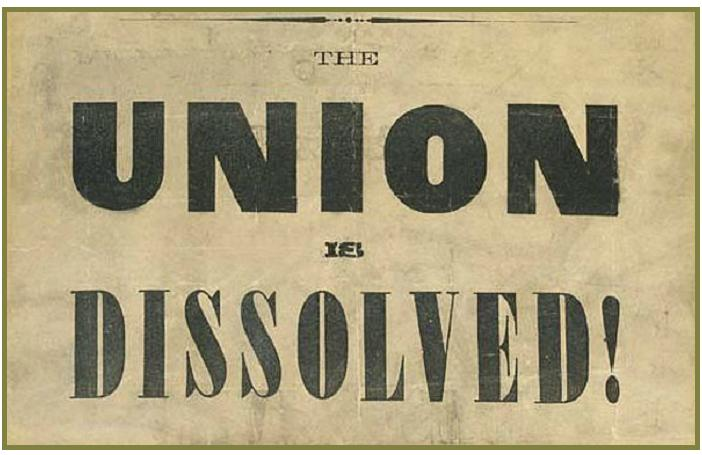 THE
UNION
IS
DISSOLVED!